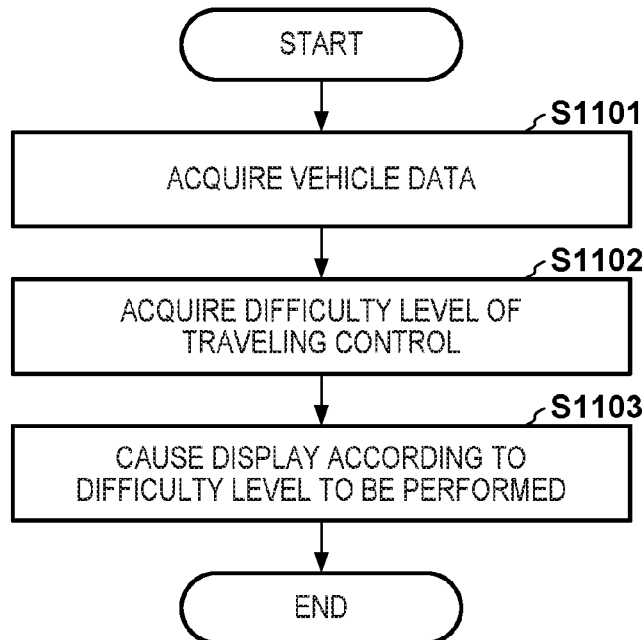 START
S1101
ACQUIRE VEHICLE DATA
S1102
ACQUIRE DIFFICULTY LEVEL OF
TRAVELING CONTROL
S1103
CAUSE DISPLAY ACCORDING TO
DIFFICULTY LEVEL TO BE PERFORMED
END